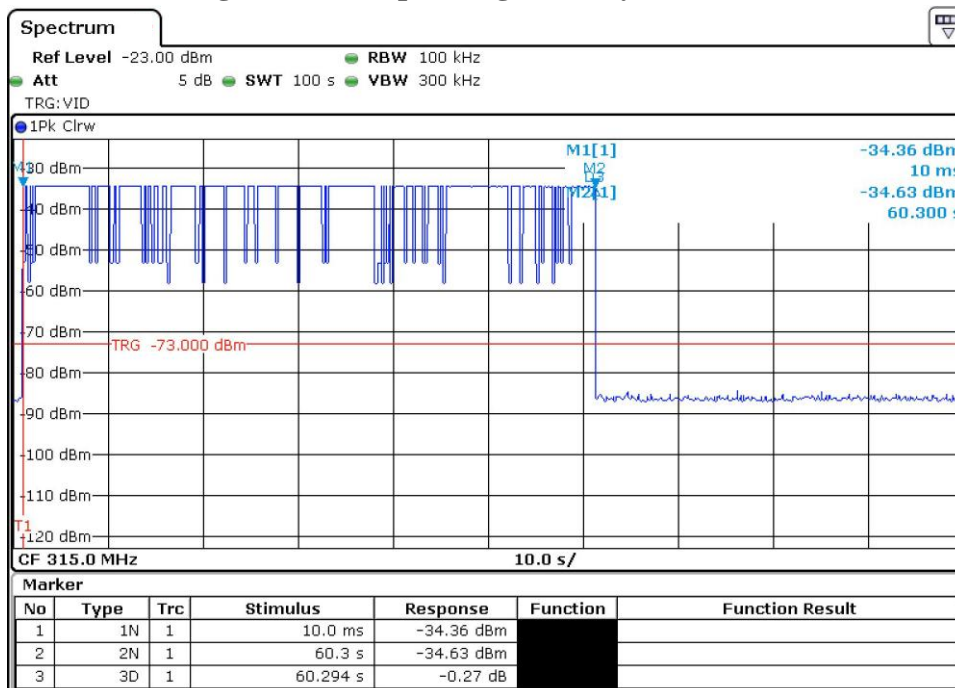 Spectrum
Ref Level -23.00 dBm RBW 100 kHz
Att 5 dB SWT 100 s VBW 300 kHz
TRG:VID
1Pk Clrw
M1[1] -34.36 dBm
10 ms
M2[1] -34.63 dBm
60.300 s
M1
M2
-30 dBm
-40 dBm
-50 dBm
-60 dBm
-70 dBm
TRG -73.000 dBm
-80 dBm
-90 dBm
-100 dBm
-110 dBm
T1
-120 dBm
CF 315.0 MHz 10.0 s/
Marker
No Type Trc Stimulus Response Function Function Result
1 1N 1 10.0 ms -34.36 dBm
2 2N 1 60.3 s -34.63 dBm
3 3D 1 60.294 s -0.27 dB